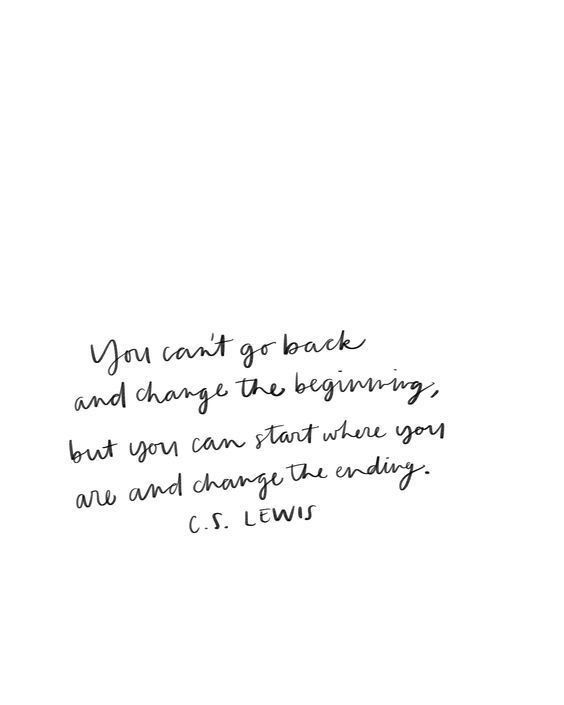 You can't go back
and change the beginning,
but you can start where you
are and change the ending.
C.S. LEWIS